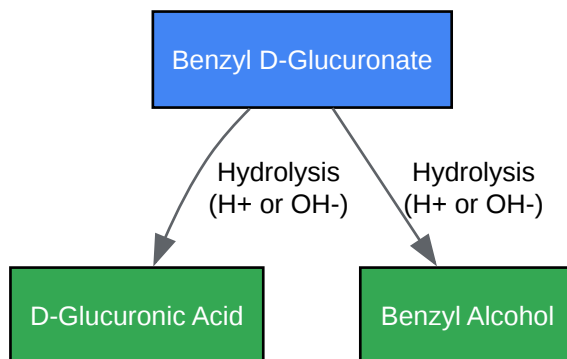 Benzyl D-Glucuronate
Hydrolysis
(H+ or OH-)
Hydrolysis
(H+ or OH-)
D-Glucuronic Acid
Benzyl Alcohol